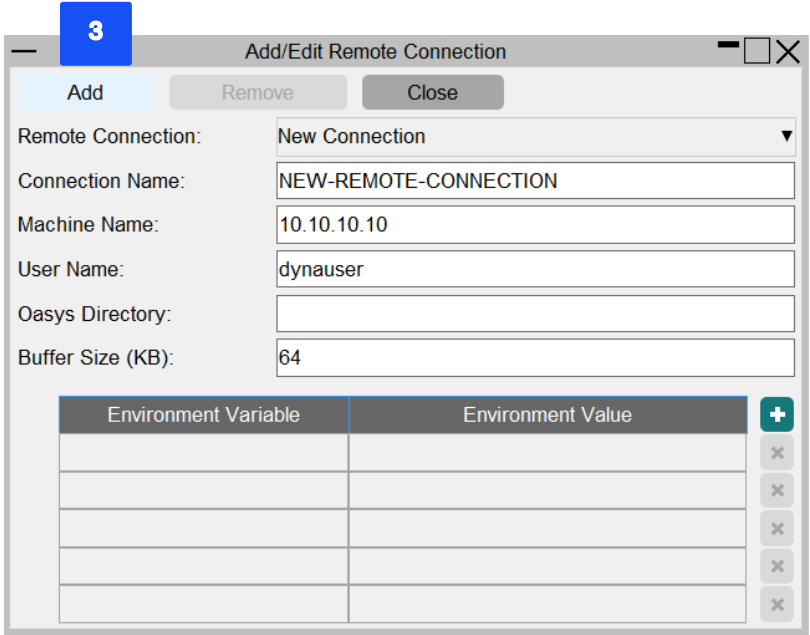 3
Add/Edit Remote Connection
Add Remove Close
Remote Connection: New Connection
Connection Name: NEW-REMOTE-CONNECTION
Machine Name: 10.10.10.10
User Name: dynauser
Oasys Directory:
Buffer Size (KB): 64
Environment Variable Environment Value